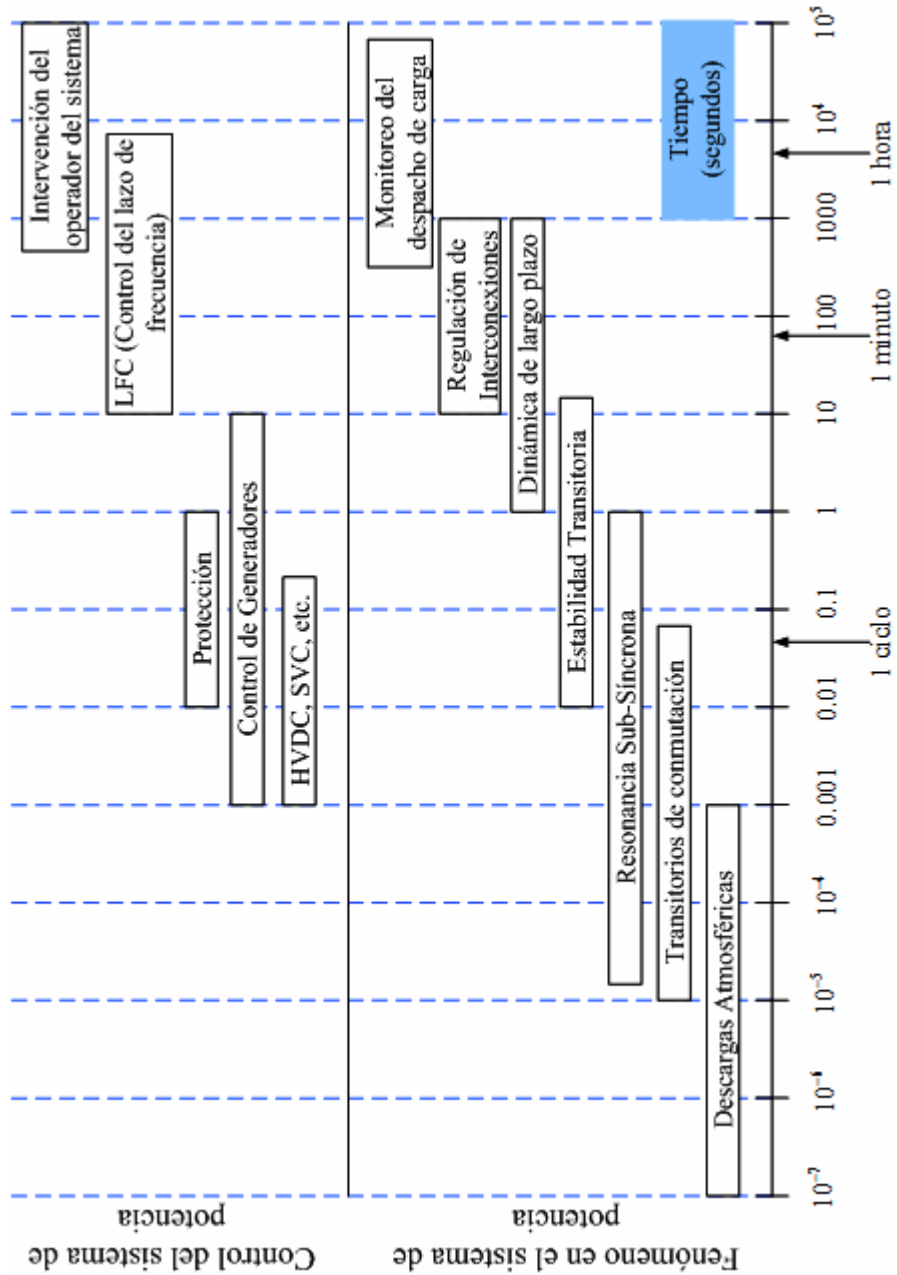 Control del sistema de
potencia
Intervención del
operador del sistema
LFC (Control del lazo de
frecuencia)
Protección
Control de Generadores
HVDC, SVC, etc.
Fenómeno en el sistema de
potencia
Monitoreo del
despacho de carga
Regulación de
Interconexiones
Dinámica de largo plazo
Estabilidad Transitoria
Resonancia Sub-Síncrona
Transitorios de conmutación
Descargas Atmosféricas
Tiempo
(segundos)
10⁻⁷ 10⁻⁶ 10⁻⁵ 10⁻⁴ 0.001 0.01 0.1 1 10 100 1000 10⁴ 10⁵
1 ciclo 1 minuto 1 hora